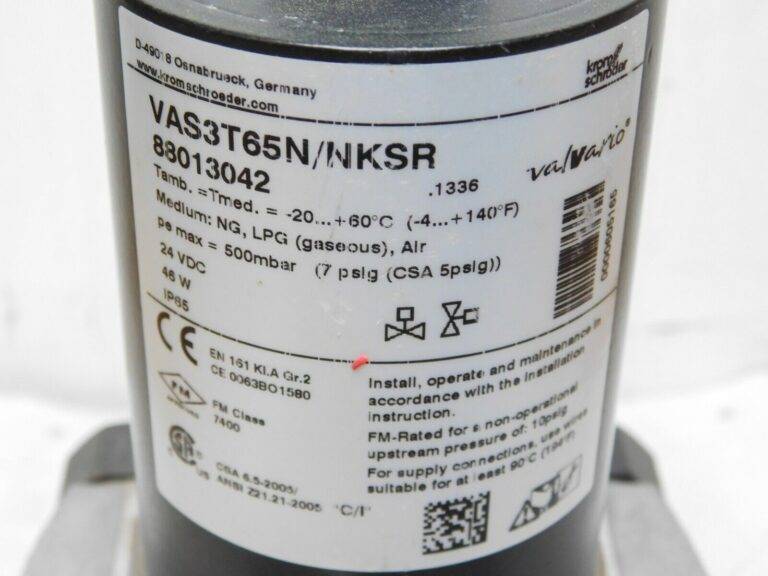 D-49018 Osnabrueck, Germany
www.kromschroeder.com
krom
schröder
VAS3T65N/NKSR
88013042
.1336
valvario®
Tamb. =Tmed. = -20...+60°C (-4...+140°F)
Medium: NG, LPG (gaseous), Air
pe max = 500mbar (7 psig (CSA 5psig))
24 VDC
46 W
IP65
CE
EN 161 Kl.A Gr.2
CE 0063BO1580
FM
APPROVED
FM Class
7400
C US
CSA 6.5-2005/
ANSI Z21.21-2005 "C/I"
Install, operate and maintenance in
accordance with the installation
instruction.
FM-Rated for a non-operational
upstream pressure of: 10psig
For supply connections, use wires
suitable for at least 90°C (194°F)